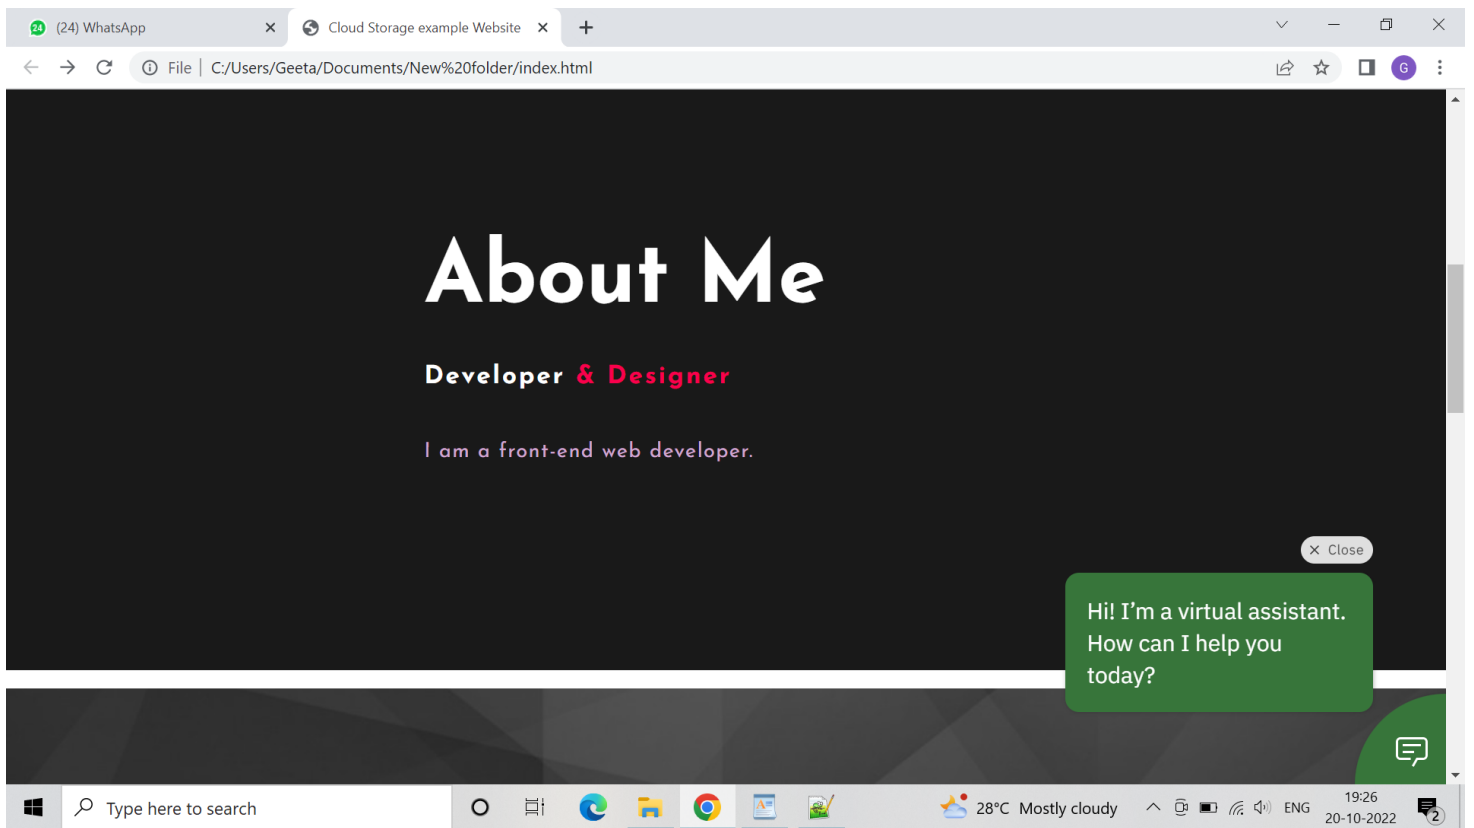 24 (24) WhatsApp
Cloud Storage example Website
File C:/Users/Geeta/Documents/New%20folder/index.html
G
About Me
Developer & Designer
I am a front-end web developer.
Close
Hi! I’m a virtual assistant.
How can I help you
today?
Type here to search
28°C Mostly cloudy
ENG
19:26
20-10-2022
2